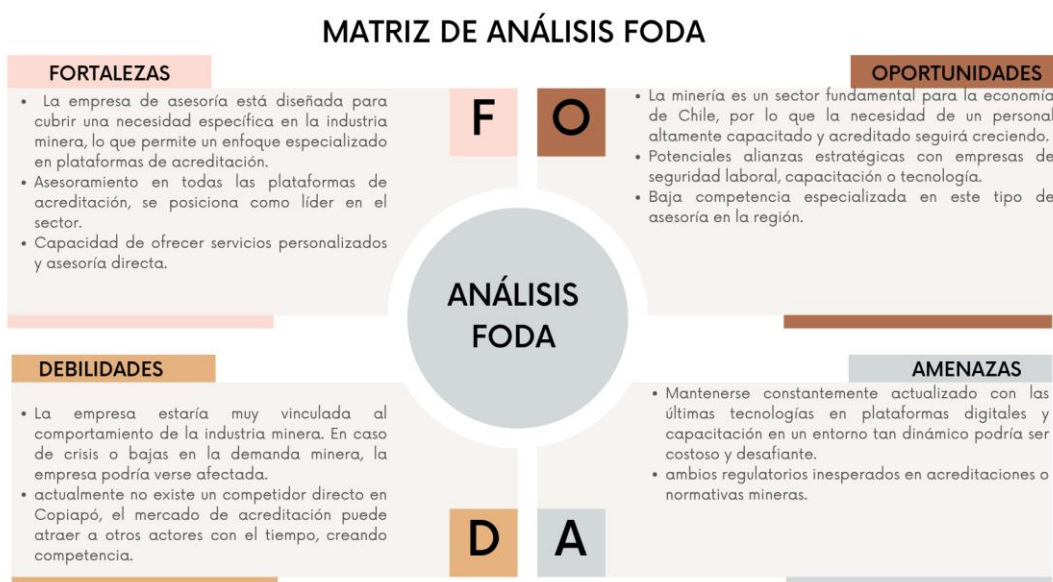 MATRIZ DE ANÁLISIS FODA
FORTALEZAS
• La empresa de asesoría está diseñada para
cubrir una necesidad específica en la industria
minera, lo que permite un enfoque especializado
en plataformas de acreditación.
• Asesoramiento en todas las plataformas de
acreditación, se posiciona como líder en el
sector.
• Capacidad de ofrecer servicios personalizados
y asesoría directa.
F
O
OPORTUNIDADES
• La minería es un sector fundamental para la economía
de Chile, por lo que la necesidad de un personal
altamente capacitado y acreditado seguirá creciendo.
• Potenciales alianzas estratégicas con empresas de
seguridad laboral, capacitación o tecnología.
• Baja competencia especializada en este tipo de
asesoría en la región.
ANÁLISIS
FODA
DEBILIDADES
• La empresa estaría muy vinculada al
comportamiento de la industria minera. En caso
de crisis o bajas en la demanda minera, la
empresa podría verse afectada.
• actualmente no existe un competidor directo en
Copiapó, el mercado de acreditación puede
atraer a otros actores con el tiempo, creando
competencia.
D
A
AMENAZAS
• Mantenerse constantemente actualizado con las
últimas tecnologías en plataformas digitales y
capacitación en un entorno tan dinámico podría ser
costoso y desafiante.
• ambios regulatorios inesperados en acreditaciones o
normativas mineras.